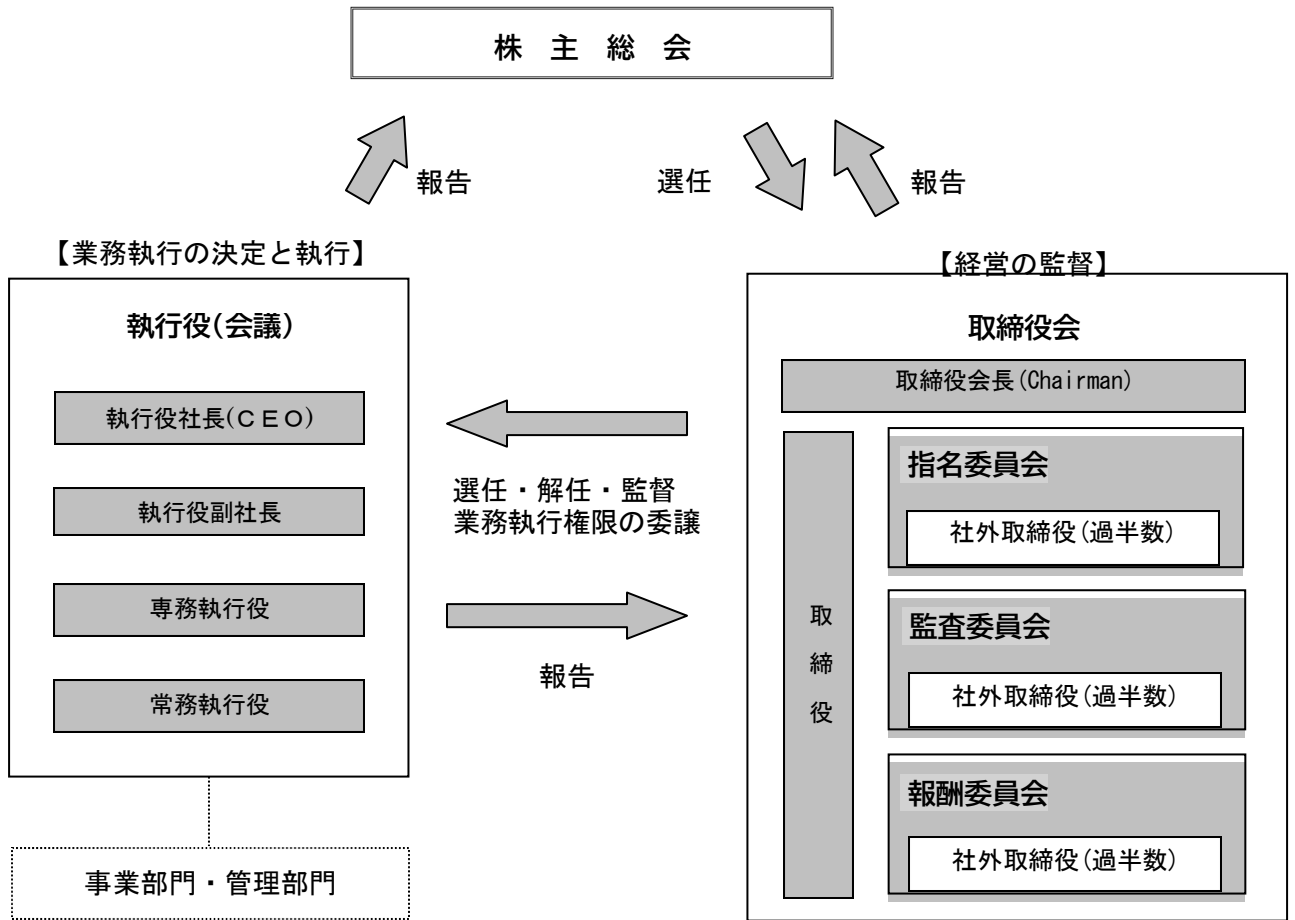 株 主 総 会
報告
選任
報告
【業務執行の決定と執行】
執行役(会議)
執行役社長(ＣＥＯ)
執行役副社長
専務執行役
常務執行役
事業部門・管理部門
選任・解任・監督
業務執行権限の委譲
報告
【経営の監督】
取締役会
取締役会長(Chairman)
取
締
役
指名委員会
社外取締役(過半数)
監査委員会
社外取締役(過半数)
報酬委員会
社外取締役(過半数)